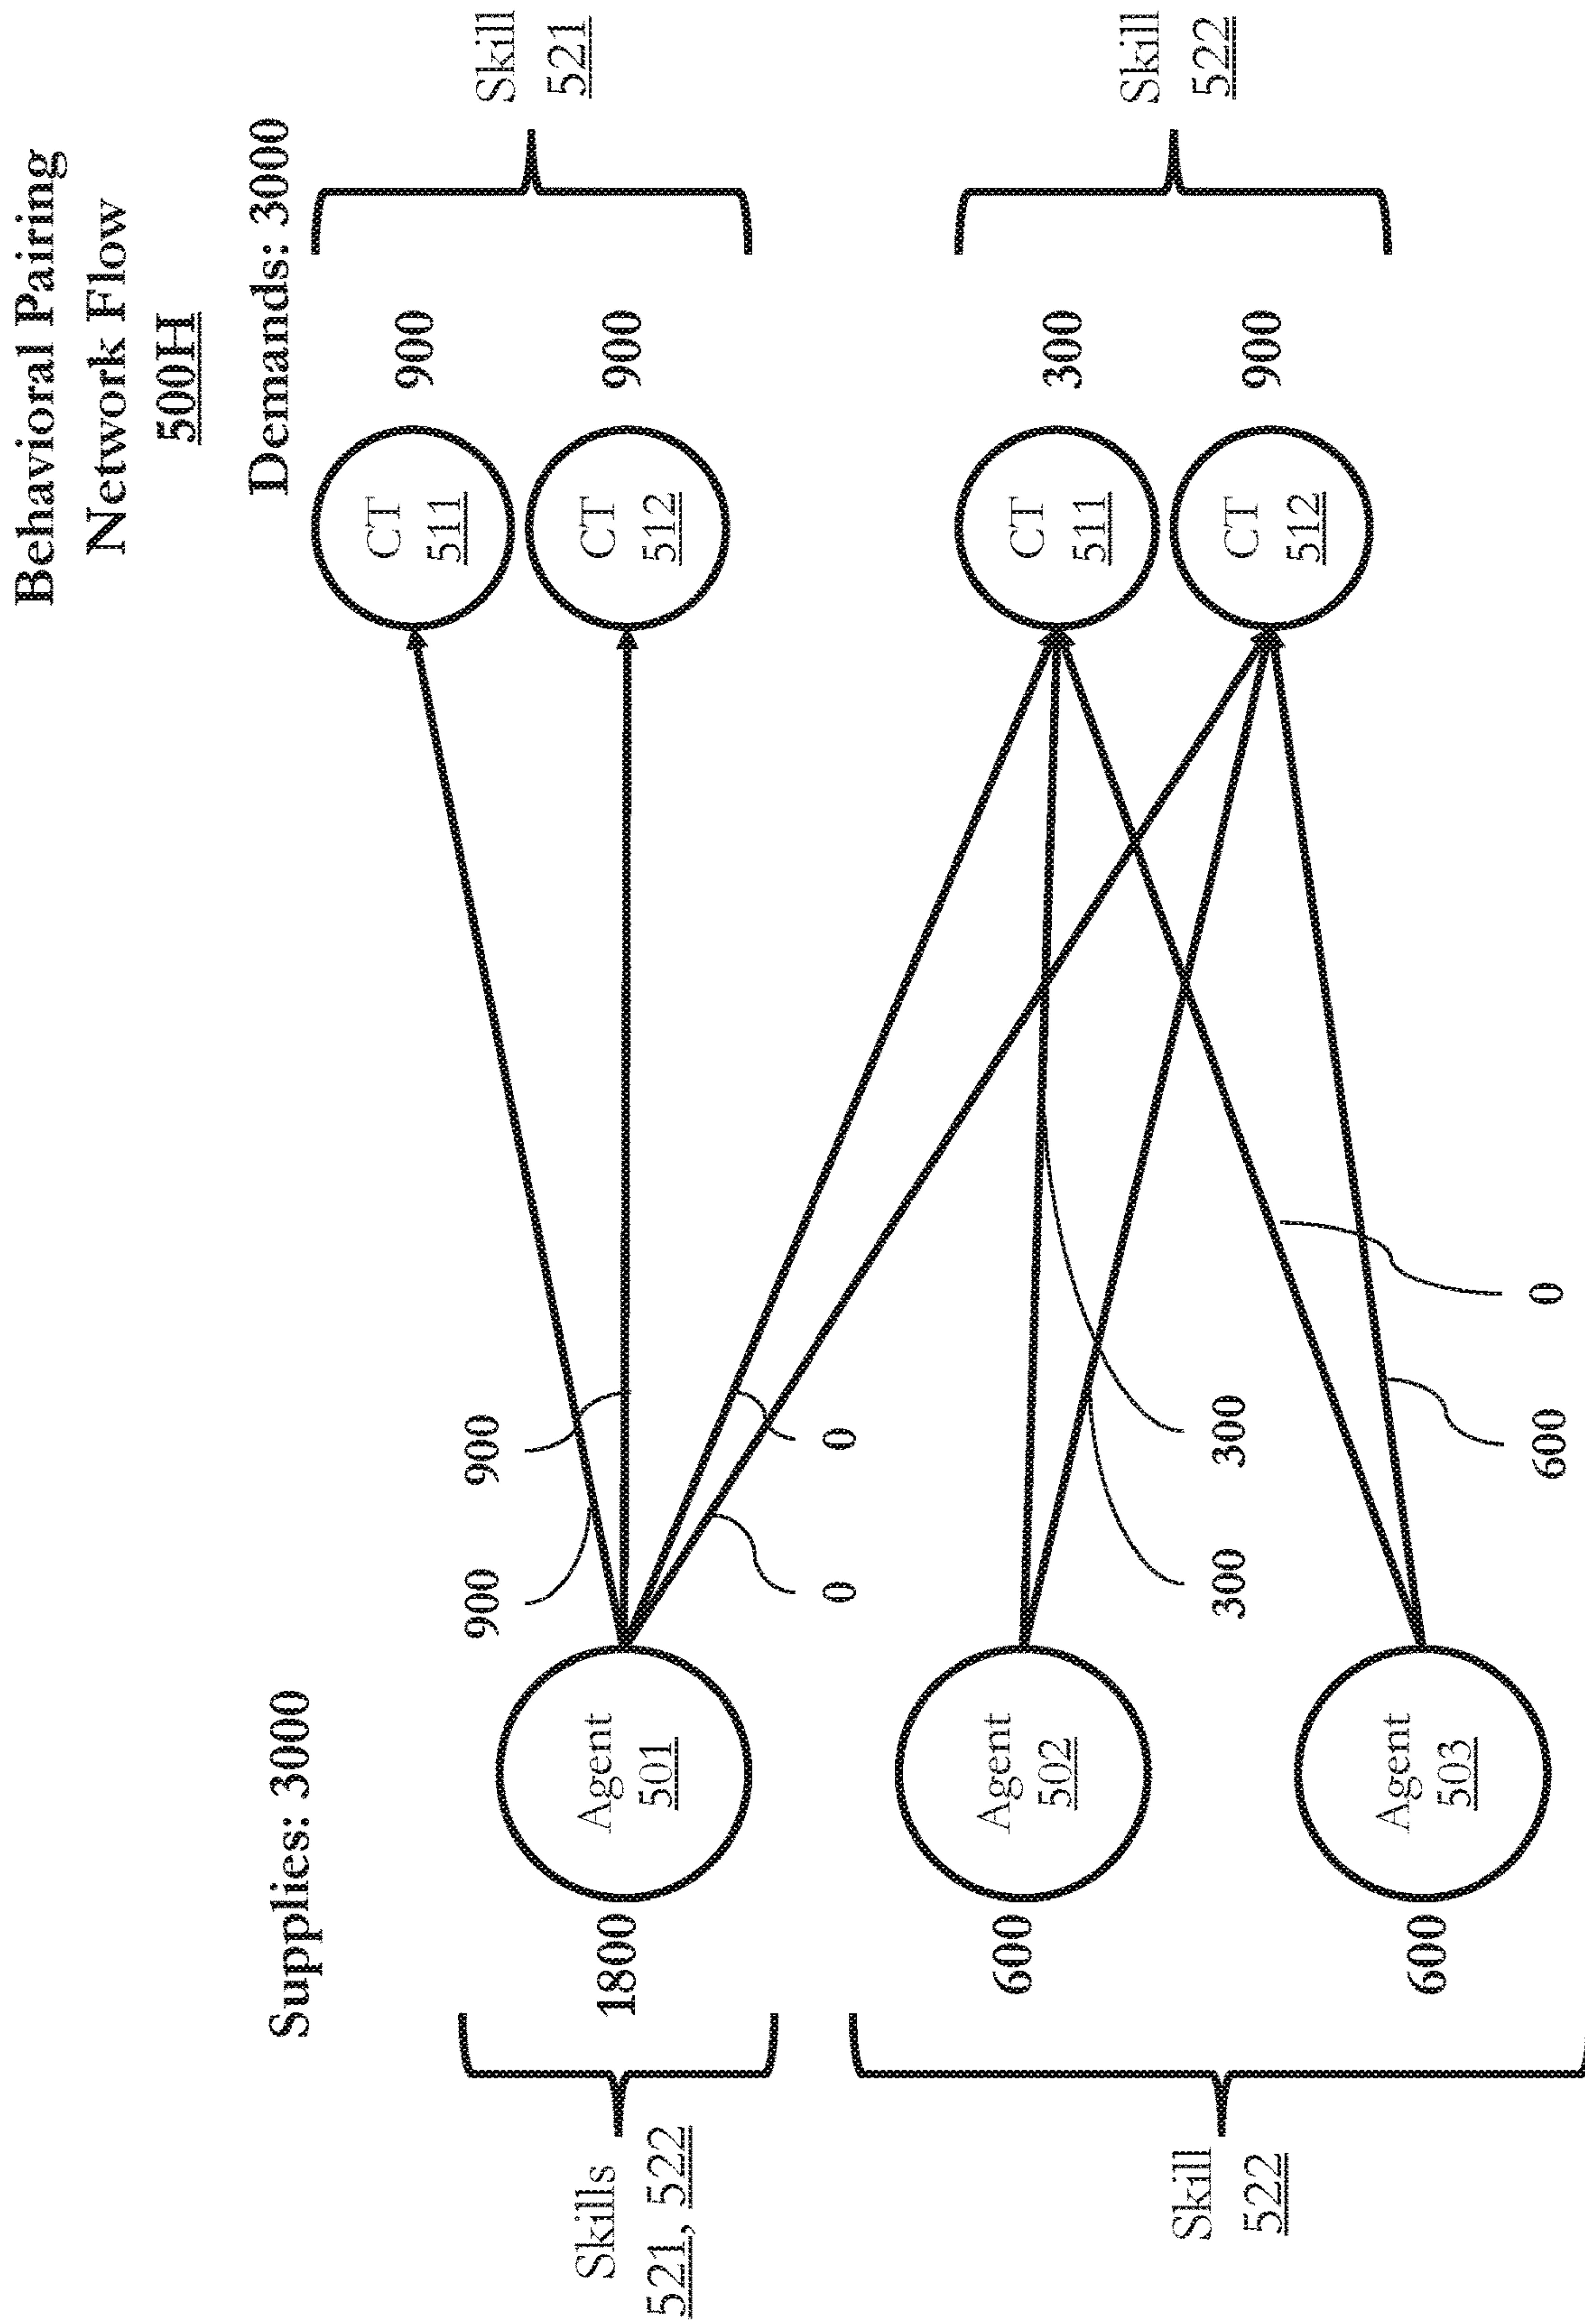 Behavioral Pairing
Network Flow
500H
Supplies: 3000
Demands: 3000
Skills
521, 522
1800
Agent
501
900
900
0
0
CT
511
900
CT
512
900
Skill
521
Skill
522
600
Agent
502
300
300
600
Agent
503
600
0
CT
511
300
CT
512
900
Skill
522